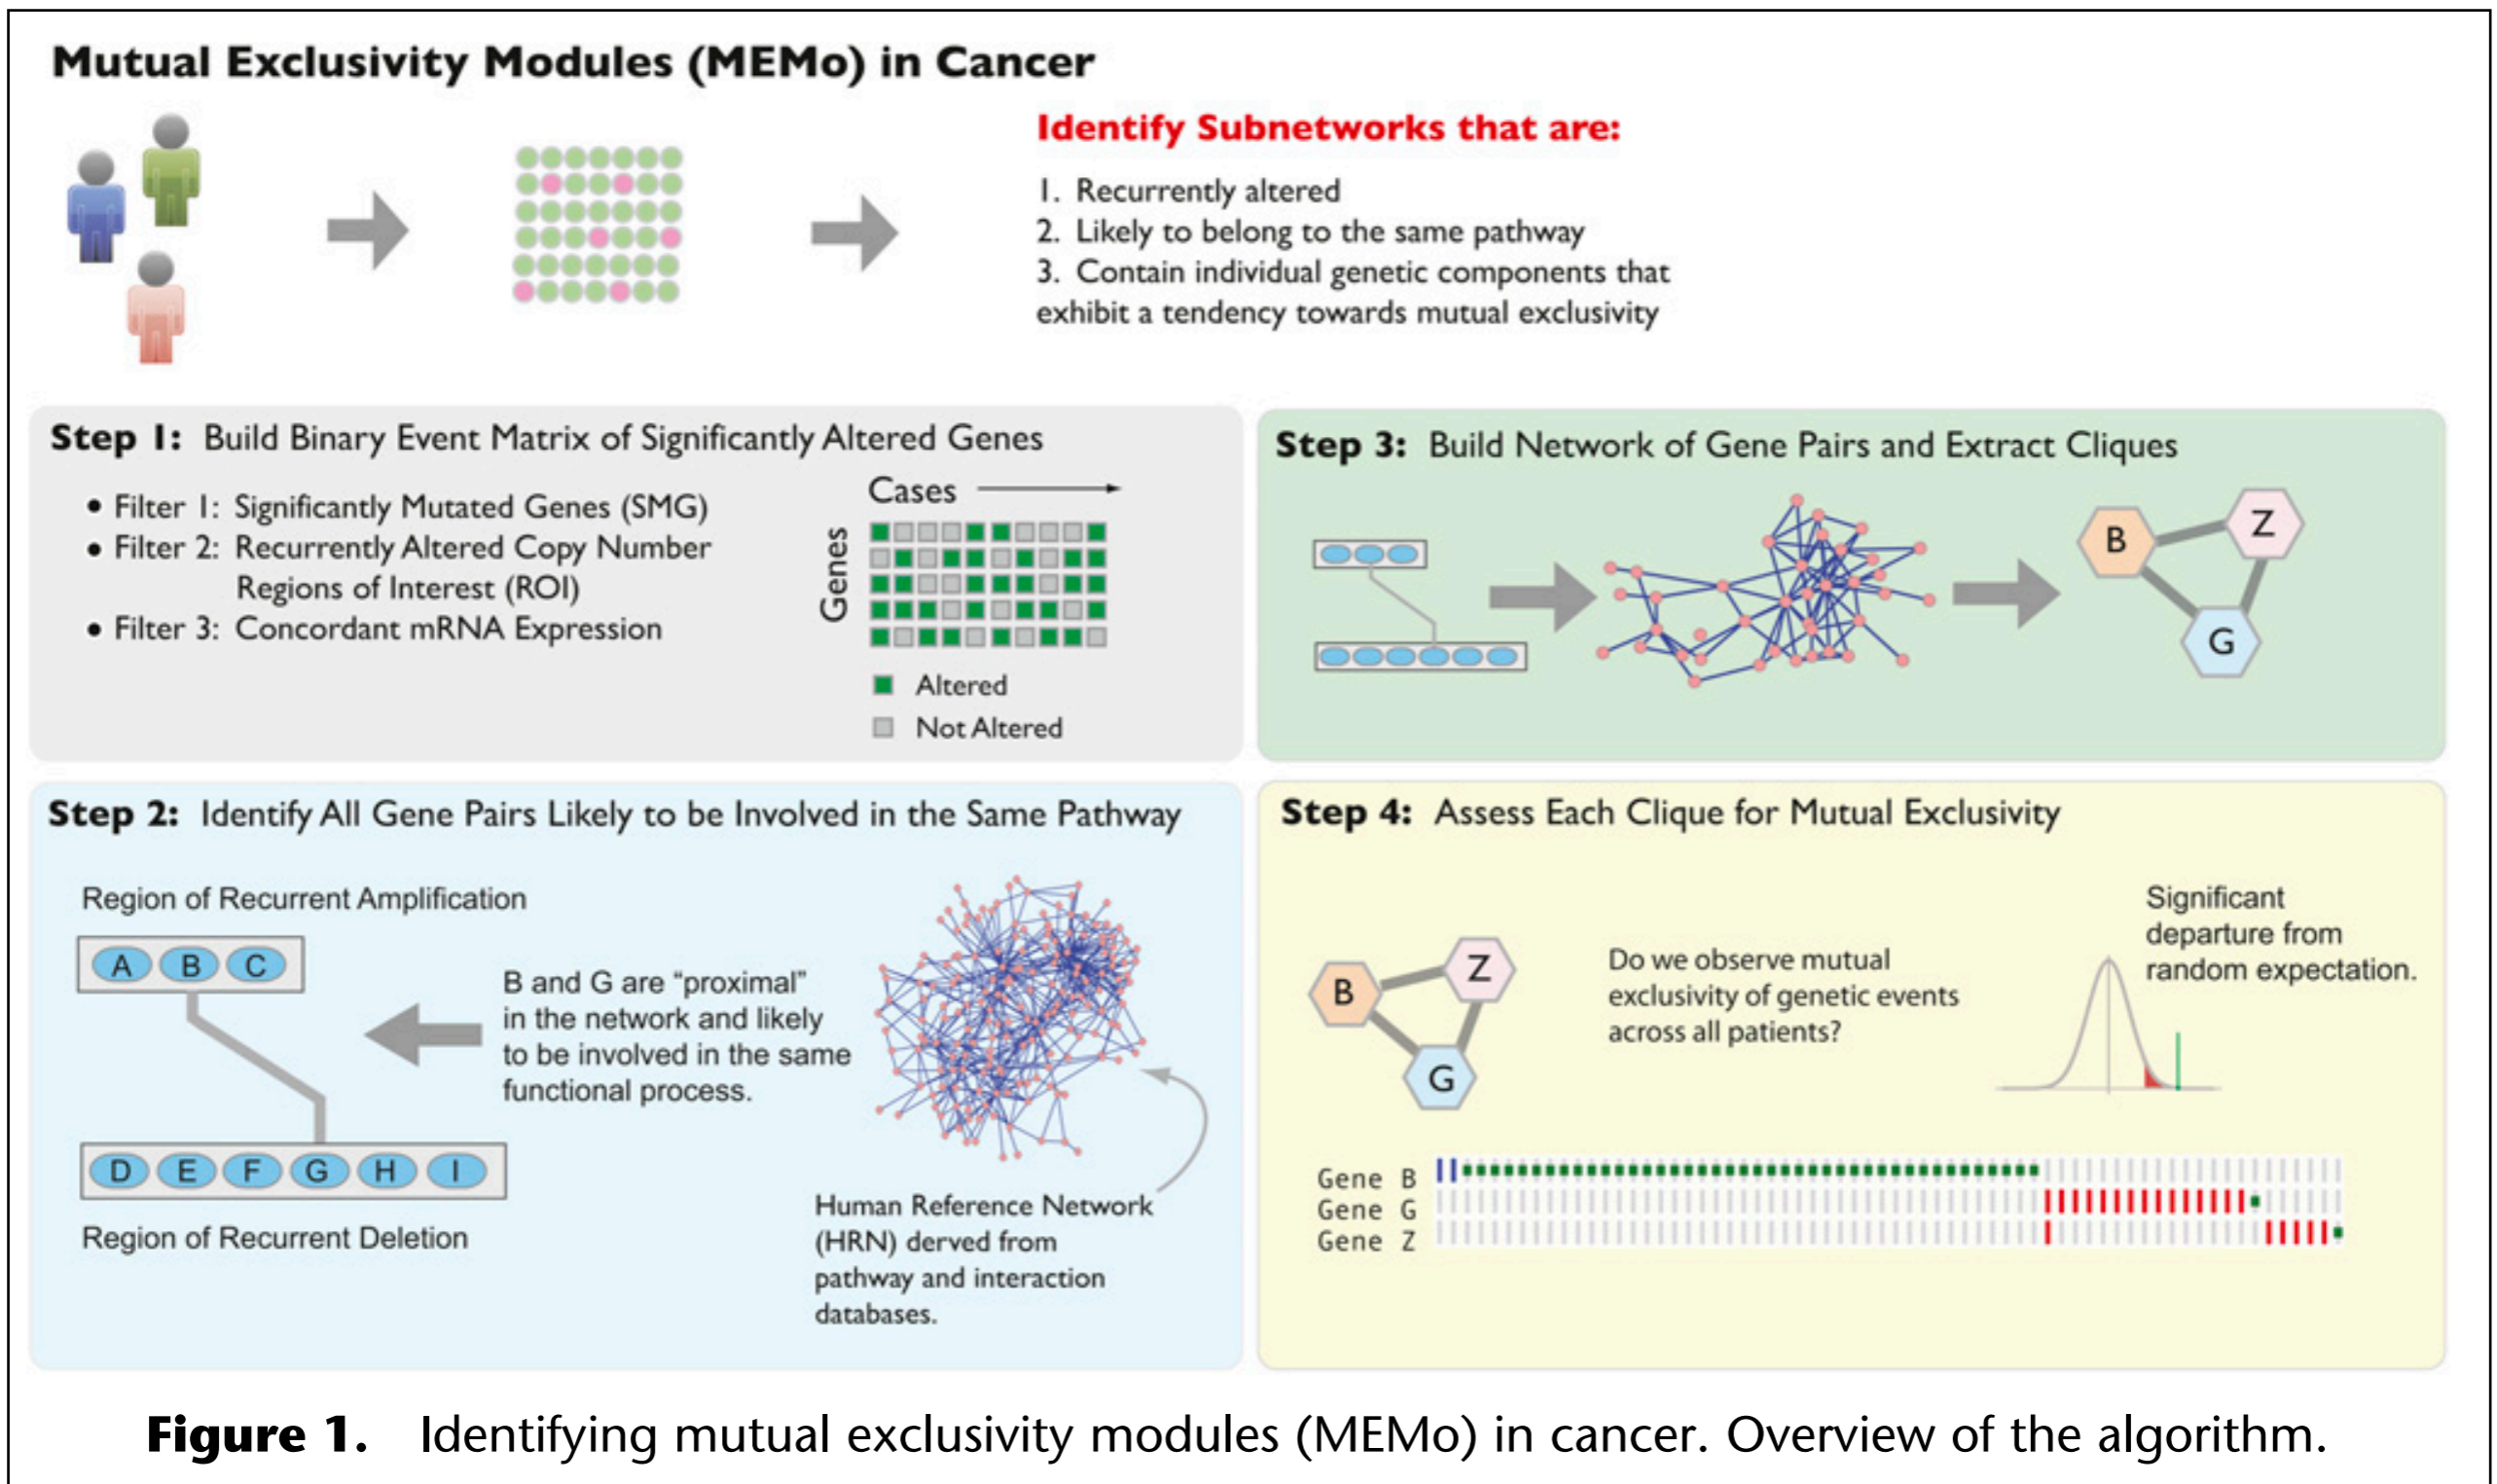 Mutual Exclusivity Modules (MEMo) in Cancer
Identify Subnetworks that are:
1. Recurrently altered
2. Likely to belong to the same pathway
3. Contain individual genetic components that
exhibit a tendency towards mutual exclusivity
Step 1: Build Binary Event Matrix of Significantly Altered Genes
• Filter 1: Significantly Mutated Genes (SMG)
• Filter 2: Recurrently Altered Copy Number
Regions of Interest (ROI)
• Filter 3: Concordant mRNA Expression
Cases
Genes
Altered
Not Altered
Step 2: Identify All Gene Pairs Likely to be Involved in the Same Pathway
Region of Recurrent Amplification
A B C
B and G are “proximal”
in the network and likely
to be involved in the same
functional process.
D E F G H I
Region of Recurrent Deletion
Human Reference Network
(HRN) derved from
pathway and interaction
databases.
Step 3: Build Network of Gene Pairs and Extract Cliques
B
Z
G
Step 4: Assess Each Clique for Mutual Exclusivity
B
Z
G
Do we observe mutual
exclusivity of genetic events
across all patients?
Significant
departure from
random expectation.
Gene B
Gene G
Gene Z
Figure 1. Identifying mutual exclusivity modules (MEMo) in cancer. Overview of the algorithm.